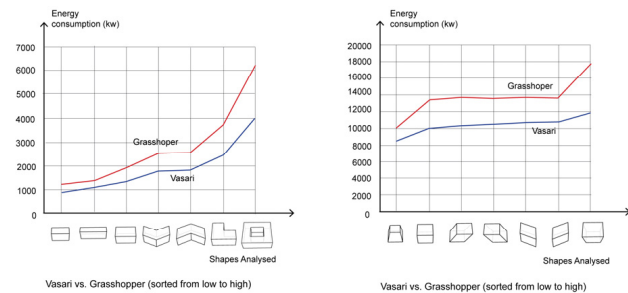 Energy
consumption (kw)
7000
6000
5000
4000
3000
2000
1000
0
Grasshoper
Vasari
Shapes Analysed
Vasari vs. Grasshopper (sorted from low to high)
Energy
consumption (kw)
20000
18000
16000
14000
12000
10000
10000
8000
6000
4000
2000
0
Grasshoper
Vasari
Shapes Analysed
Vasari vs. Grasshopper (sorted from low to high)